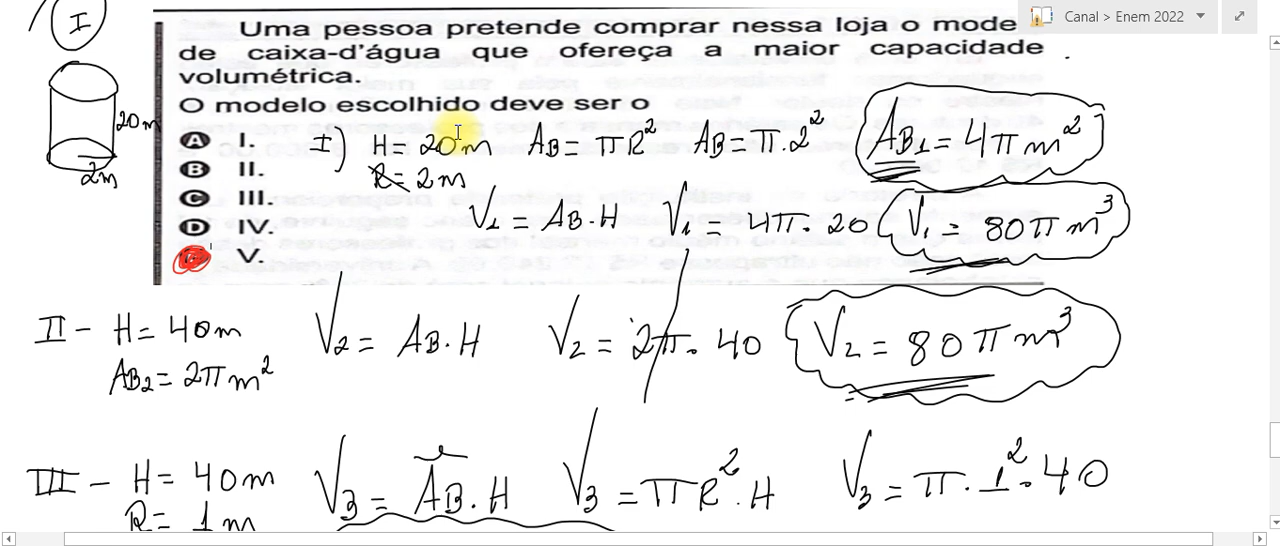 I
Canal > Enem 2022
Uma pessoa pretende comprar nessa loja o mode
de caixa-d'água que ofereça a maior capacidade
volumétrica.
O modelo escolhido deve ser o
A I.
B II.
C III.
D IV.
V.
20m
2m
I) H = 20m AB = πR² AB = π.2² AB1 = 4π m²
R = 2m
V1 = AB.H V1 = 4π.20 V1 = 80π m³
II - H = 40m V2 = AB.H V2 = 2π.40 V2 = 80π m³
AB2 = 2π m²
III - H = 40m V3 = AB.H V3 = πR².H V3 = π.1².40
R = 1m